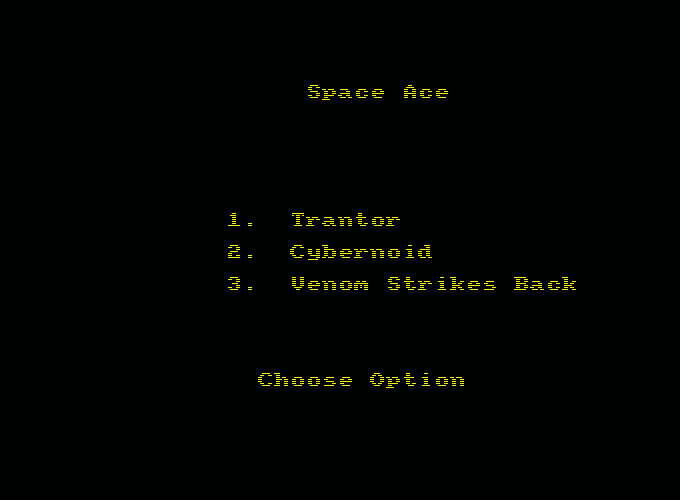 Space Ace
1. Trantor
2. Cybernoid
3. Venom Strikes Back
Choose Option